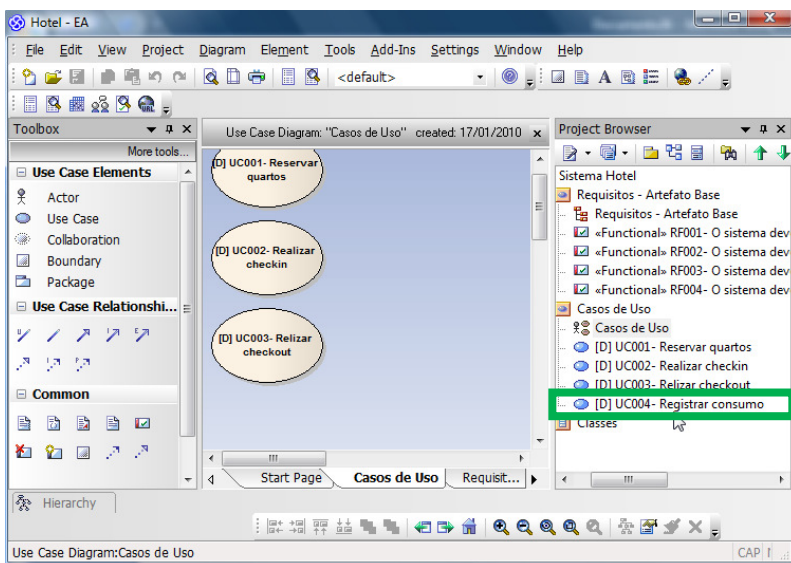 Hotel - EA
File Edit View Project Diagram Element Tools Add-Ins Settings Window Help
<default>
Toolbox
More tools...
Use Case Elements
Actor
Use Case
Collaboration
Boundary
Package
Use Case Relationshi...
Common
Use Case Diagram: "Casos de Uso" created: 17/01/2010
[D] UC001- Reservar
quartos
[D] UC002- Realizar
checkin
[D] UC003- Relizar
checkout
Start Page Casos de Uso Requisit...
Project Browser
Sistema Hotel
Requisitos - Artefato Base
Requisitos - Artefato Base
«Functional» RF001- O sistema dev
«Functional» RF002- O sistema dev
«Functional» RF003- O sistema dev
«Functional» RF004- O sistema dev
Casos de Uso
Casos de Uso
[D] UC001- Reservar quartos
[D] UC002- Realizar checkin
[D] UC003- Relizar checkout
[D] UC004- Registrar consumo
Classes
Hierarchy
Use Case Diagram:Casos de Uso
CAP